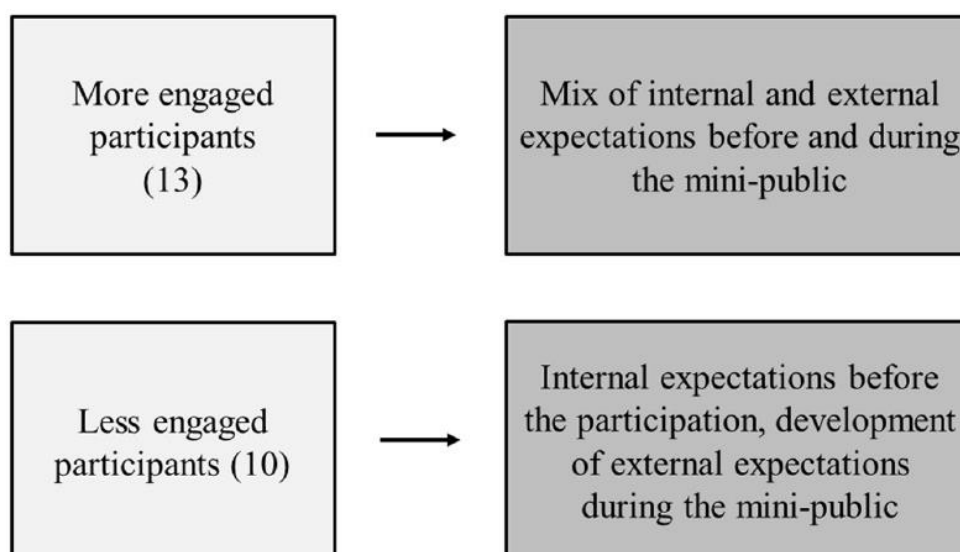 More engaged
participants
(13)
Mix of internal and external
expectations before and during
the mini-public
Less engaged
participants (10)
Internal expectations before
the participation, development
of external expectations
during the mini-public